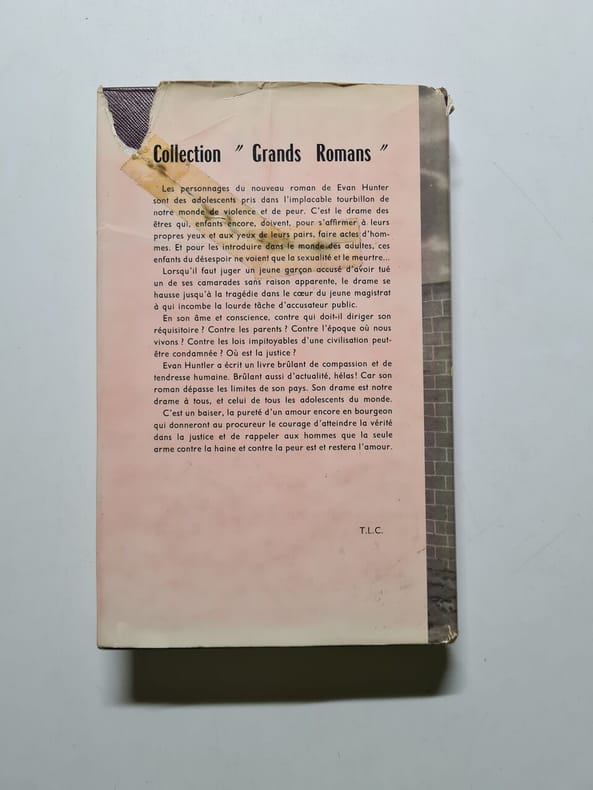 Collection " Grands Romans "
Les personnages du nouveau roman de Evan Hunter
sont des adolescents pris dans l'implacable tourbillon de
notre monde de violence et de peur. C'est le drame des
êtres qui, enfants encore, doivent, pour s'affirmer à leurs
propres yeux et aux yeux de leurs pairs, faire actes d'hom-
mes. Et pour les introduire dans le monde des adultes, ces
enfants du désespoir ne voient que la sexualité et le meurtre...
Lorsqu'il faut juger un jeune garçon accusé d'avoir tué
un de ses camarades sans raison apparente, le drame se
hausse jusqu'à la tragédie dans le cœur du jeune magistrat
à qui incombe la lourde tâche d'accusateur public.
En son âme et conscience, contre qui doit-il diriger son
réquisitoire ? Contre les parents ? Contre l'époque où nous
vivons ? Contre les lois impitoyables d'une civilisation peut-
être condamnée ? Où est la justice ?
Evan Huntler a écrit un livre brûlant de compassion et de
tendresse humaine. Brûlant aussi d'actualité, hélas! Car son
roman dépasse les limites de son pays. Son drame est notre
drame à tous, et celui de tous les adolescents du monde.
C'est un baiser, la pureté d'un amour encore en bourgeon
qui donneront au procureur le courage d'atteindre la vérité
dans la justice et de rappeler aux hommes que la seule
arme contre la haine et contre la peur est et restera l'amour.
T.L.C.